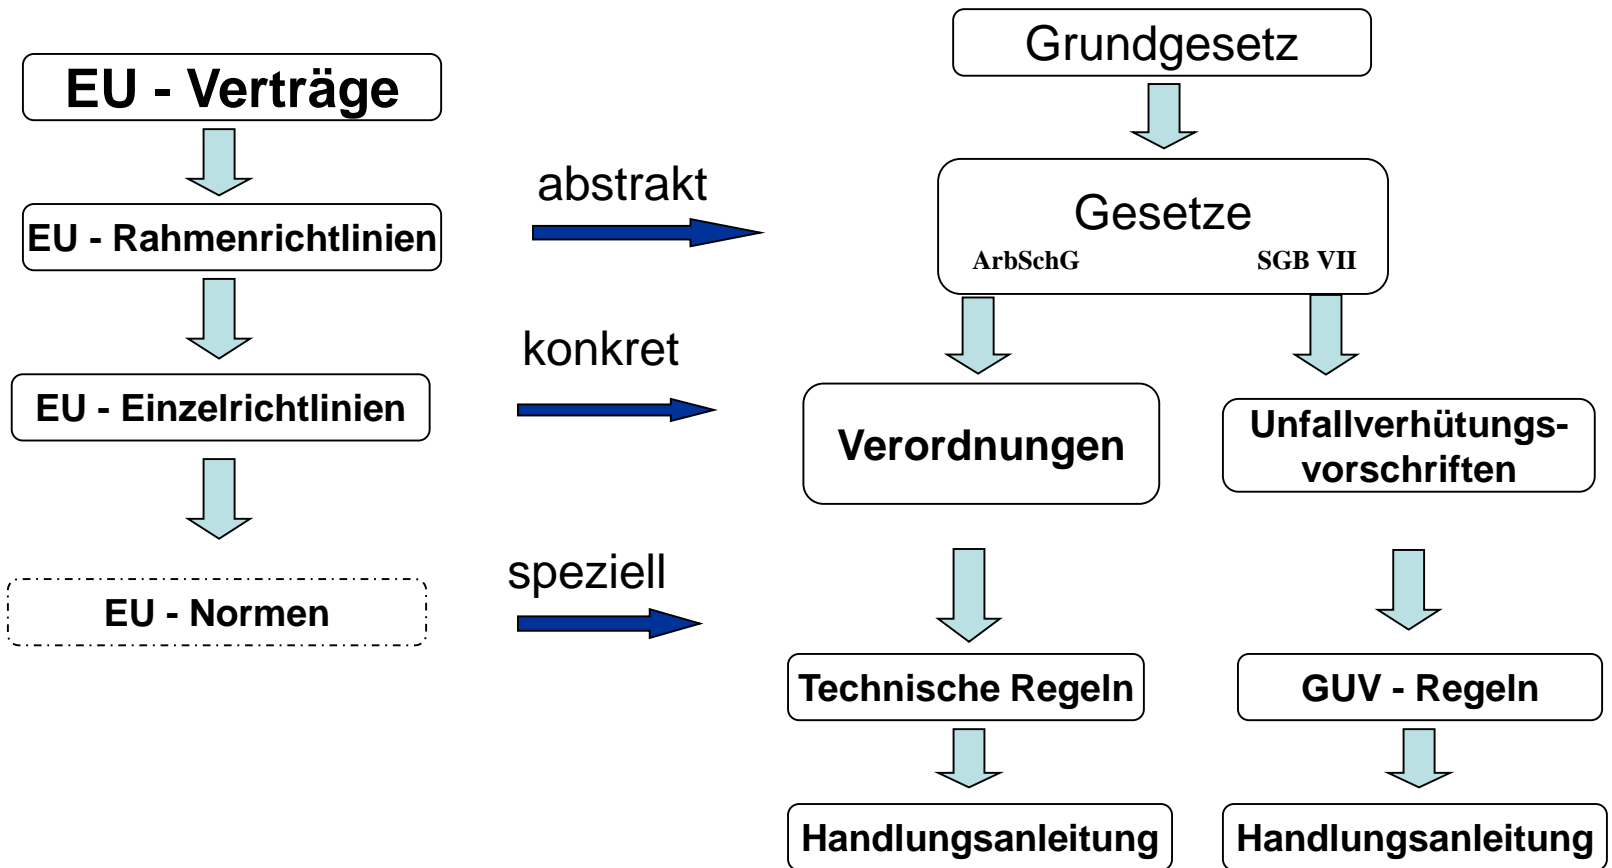 Grundgesetz
EU - Verträge
abstrakt
Gesetze
EU - Rahmenrichtlinien
ArbSchG SGB VII
konkret
EU - Einzelrichtlinien
Verordnungen
Unfallverhütungs-
vorschriften
speziell
EU - Normen
Technische Regeln
GUV - Regeln
Handlungsanleitung
Handlungsanleitung